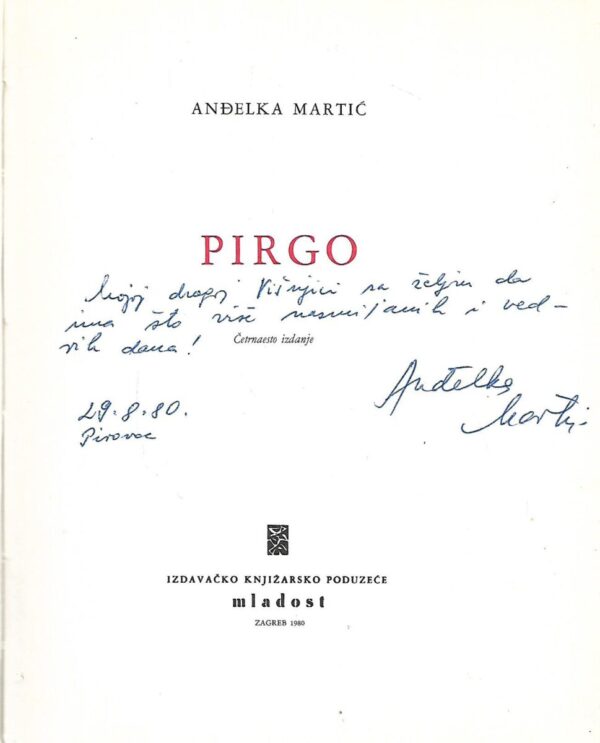 ANĐELKA MARTIĆ
PIRGO
Mojoj dragoj Višnjici sa željom da
ima što više nasmijanih i ved-
rih dana!
Četrnaesto izdanje
Anđelka
Martić
29.8.80.
Pirovac
IZDAVAČKO KNJIŽARSKO PODUZEĆE
mladost
ZAGREB 1980